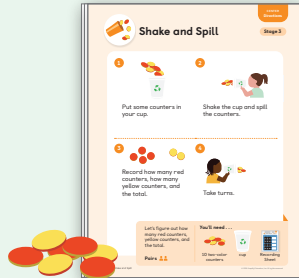 Directions
Shake and Spill
Stage 3
1
Put some counters in
your cup.
2
Shake the cup and spill
the counters.
3
Record how many red
counters, how many
yellow counters, and
the total.
4
Take turns.
Let's figure out how
many red counters,
yellow counters, and
the total.
Pairs
You'll need . . .
10 two-color
counters
cup
Recording
Sheet